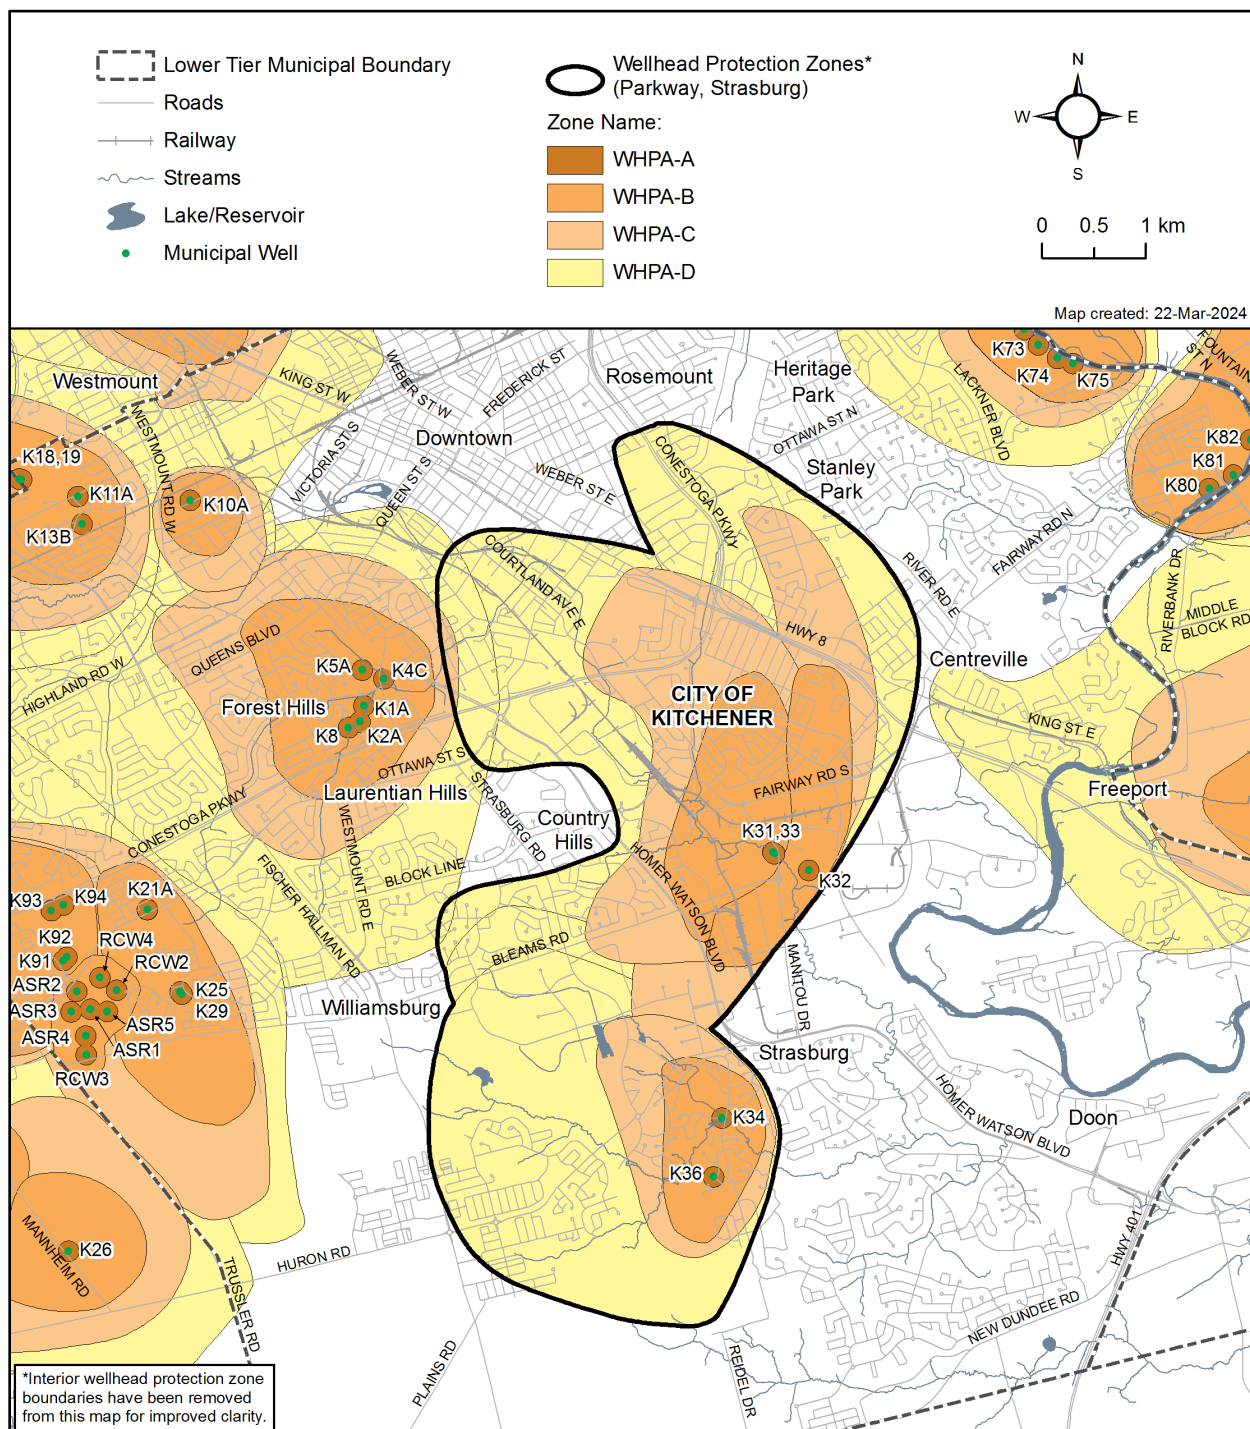 Lower Tier Municipal Boundary
Roads
Railway
Streams
Lake/Reservoir
Municipal Well
Wellhead Protection Zones*
(Parkway, Strasburg)
Zone Name:
WHPA-A
WHPA-B
WHPA-C
WHPA-D
N
W
E
S
0 0.5 1 km
Map created: 22-Mar-2024
Westmount
KING ST W
WEBER ST W
FREDERICK ST
Rosemount
Heritage
Park
LACKNER BLVD
K73
K74
K75
FOUNTAIN
ST N
WESTMOUNT RD W
VICTORIA ST S
Downtown
QUEEN ST S
WEBER ST E
CONESTOGA PKWY
OTTAWA ST N
Stanley
Park
K82
K81
K80
K18,19
K11A
K13B
K10A
COURTLAND AVE E
FAIRWAY RD N
RIVER RD E
RIVERBANK DR
MIDDLE
BLOCK RD
HWY 8
QUEENS BLVD
HIGHLAND RD W
K5A
K4C
Forest Hills
K1A
K8
K2A
CITY OF
KITCHENER
Centreville
KING ST E
Freeport
OTTAWA ST S
Laurentian Hills
STRASBURG RD
FAIRWAY RD S
CONESTOGA PKWY
WESTMOUNT RD E
Country
Hills
K31,33
K32
HOMER WATSON BLVD
BLOCK LINE
FISCHER HALLMAN RD
K93
K94
K21A
K92
RCW4
K91
RCW2
ASR2
K25
K29
ASR3
ASR5
ASR4
ASR1
RCW3
BLEAMS RD
MANITOU DR
Williamsburg
Strasburg
HOMER WATSON BLVD
Doon
K34
K36
K26
MANNHEIM RD
TRUSSLER RD
HURON RD
HWY 401
NEW DUNDEE RD
PLAINS RD
REIDEL DR
*Interior wellhead protection zone
boundaries have been removed
from this map for improved clarity.